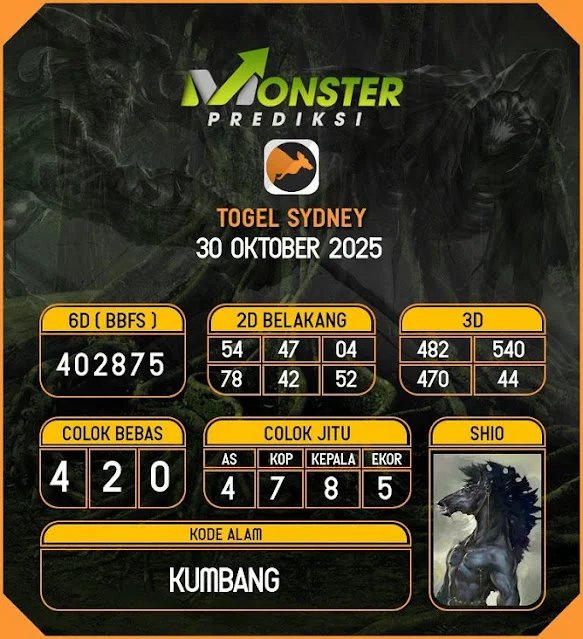 MONSTER
PREDIKSI
TOGEL SYDNEY
30 OKTOBER 2025
6D ( BBFS )
402875
2D BELAKANG
54 47 04
78 42 52
3D
482 540
470 44
COLOK BEBAS
4 2 0
COLOK JITU
AS KOP KEPALA EKOR
4 7 8 5
SHIO
KODE ALAM
KUMBANG